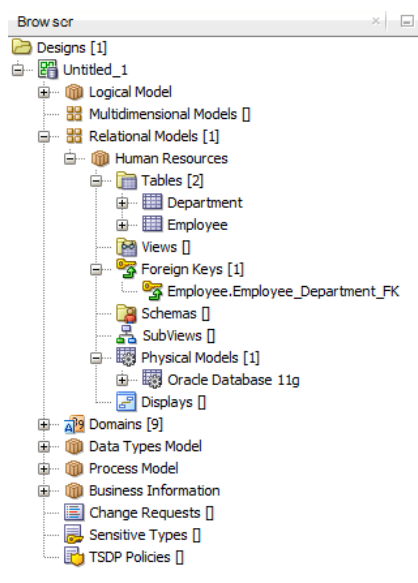 Browser
Designs [1]
Untitled_1
Logical Model
Multidimensional Models []
Relational Models [1]
Human Resources
Tables [2]
Department
Employee
Views []
Foreign Keys [1]
Employee.Employee_Department_FK
Schemas []
SubViews []
Physical Models [1]
Oracle Database 11g
Displays []
Domains [9]
Data Types Model
Process Model
Business Information
Change Requests []
Sensitive Types []
TSDP Policies []